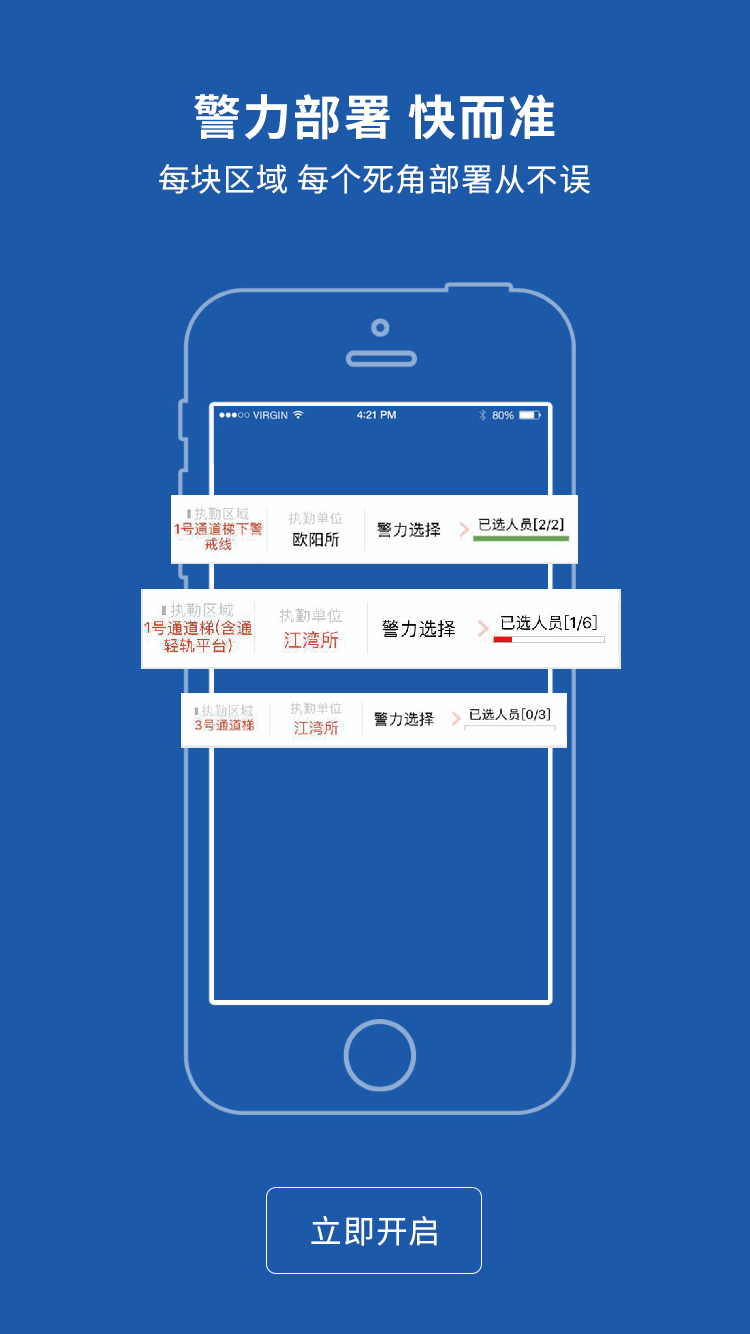 警力部署 快而准
每块区域 每个死角部署从不误
VIRGIN 4:21 PM 80%
执勤区域 执勤单位
1号通道梯下警戒线 欧阳所 警力选择 已选人员[2/2]
执勤区域 执勤单位
1号通道梯(含通轻轨平台) 江湾所 警力选择 已选人员[1/6]
执勤区域 执勤单位
3号通道梯 江湾所 警力选择 已选人员[0/3]
立即开启